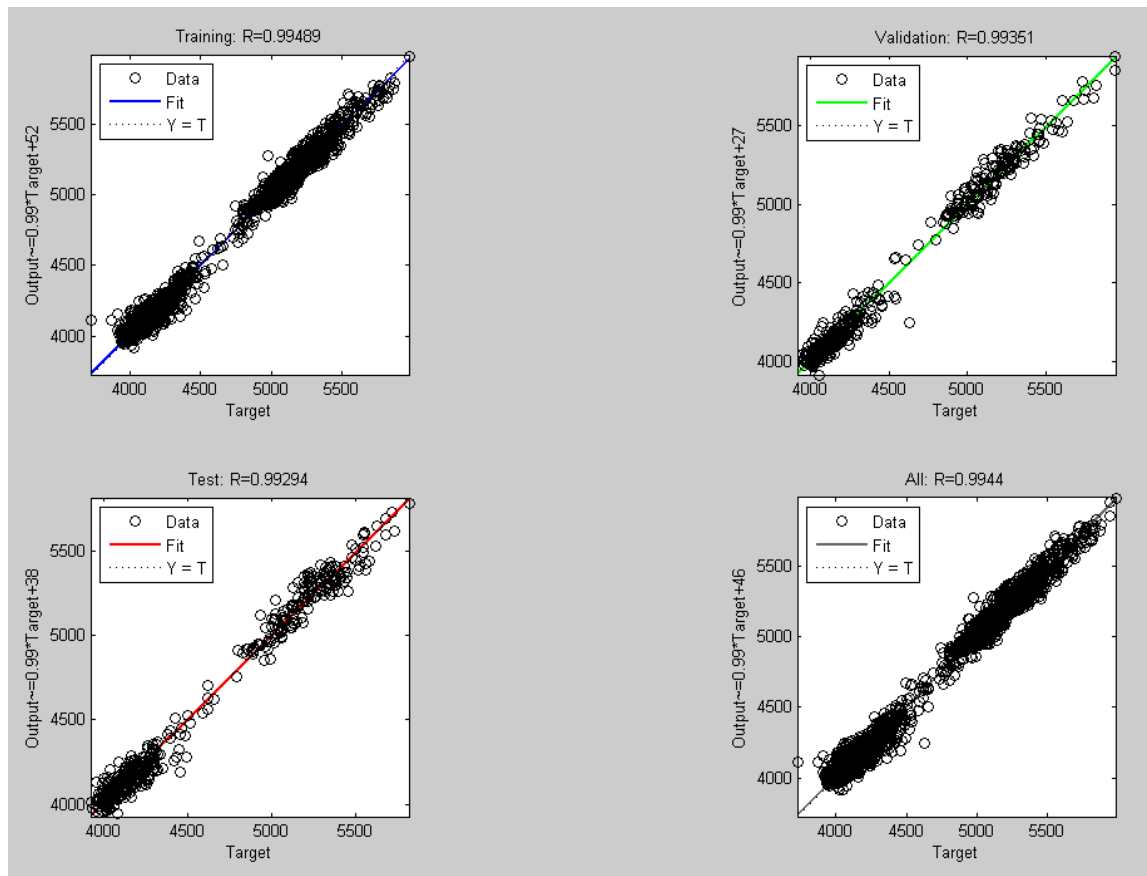 Training: R=0.99489
Data
Fit
Y = T
Output~=0.99*Target+52
5500
5000
4500
4000
4000 4500 5000 5500
Target
Validation: R=0.99351
Data
Fit
Y = T
Output~=0.99*Target+27
5500
5000
4500
4000
4000 4500 5000 5500
Target
Test: R=0.99294
Data
Fit
Y = T
Output~=0.99*Target+38
5500
5000
4500
4000
4000 4500 5000 5500
Target
All: R=0.9944
Data
Fit
Y = T
Output~=0.99*Target+46
5500
5000
4500
4000
4000 4500 5000 5500
Target